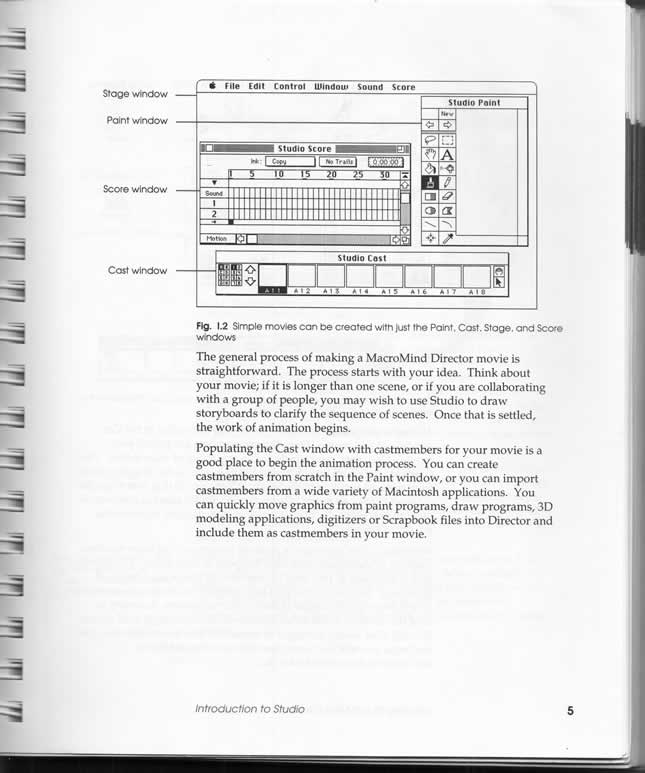 File Edit Control Window Sound Score
Stage window
Studio Paint
New
Paint window
Studio Score
Ink: Copy No Trails 0:00:00
1 5 10 15 20 25 30
Score window
Sound
1
2
Motion
Studio Cast
Cast window
A11 A12 A13 A14 A15 A16 A17 A18
Fig. I.2 Simple movies can be created with just the Paint, Cast, Stage, and Score
windows
The general process of making a MacroMind Director movie is
straightforward. The process starts with your idea. Think about
your movie; if it is longer than one scene, or if you are collaborating
with a group of people, you may wish to use Studio to draw
storyboards to clarify the sequence of scenes. Once that is settled,
the work of animation begins.
Populating the Cast window with castmembers for your movie is a
good place to begin the animation process. You can create
castmembers from scratch in the Paint window, or you can import
castmembers from a wide variety of Macintosh applications. You
can quickly move graphics from paint programs, draw programs, 3D
modeling applications, digitizers or Scrapbook files into Director and
include them as castmembers in your movie.
Introduction to Studio
5